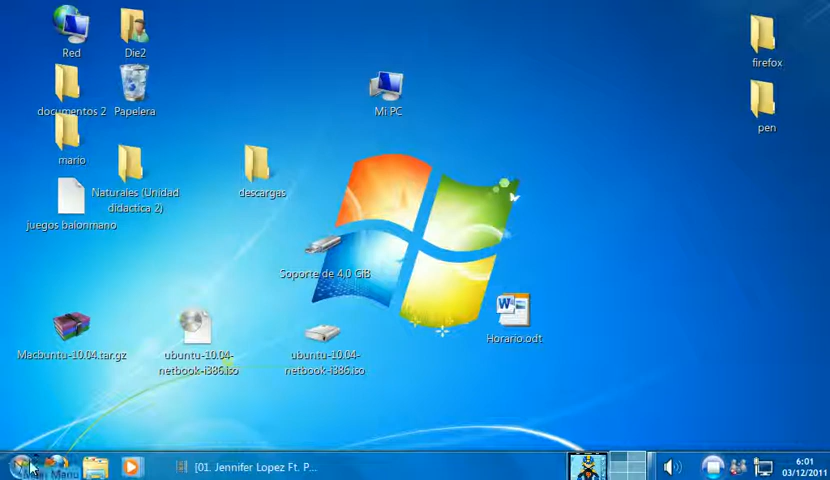 Red
Die2
firefox
documentos 2
Papelera
Mi PC
pen
mario
Naturales (Unidad
didactica 2)
descargas
juegos balonmano
Soporte de 4,0 GiB
Horario.odt
Macbuntu-10.04.tar.gz
ubuntu-10.04-
netbook-i386.iso
ubuntu-10.04-
netbook-i386.iso
Main Menu
[01. Jennifer Lopez Ft. P...
6:01
03/12/2011